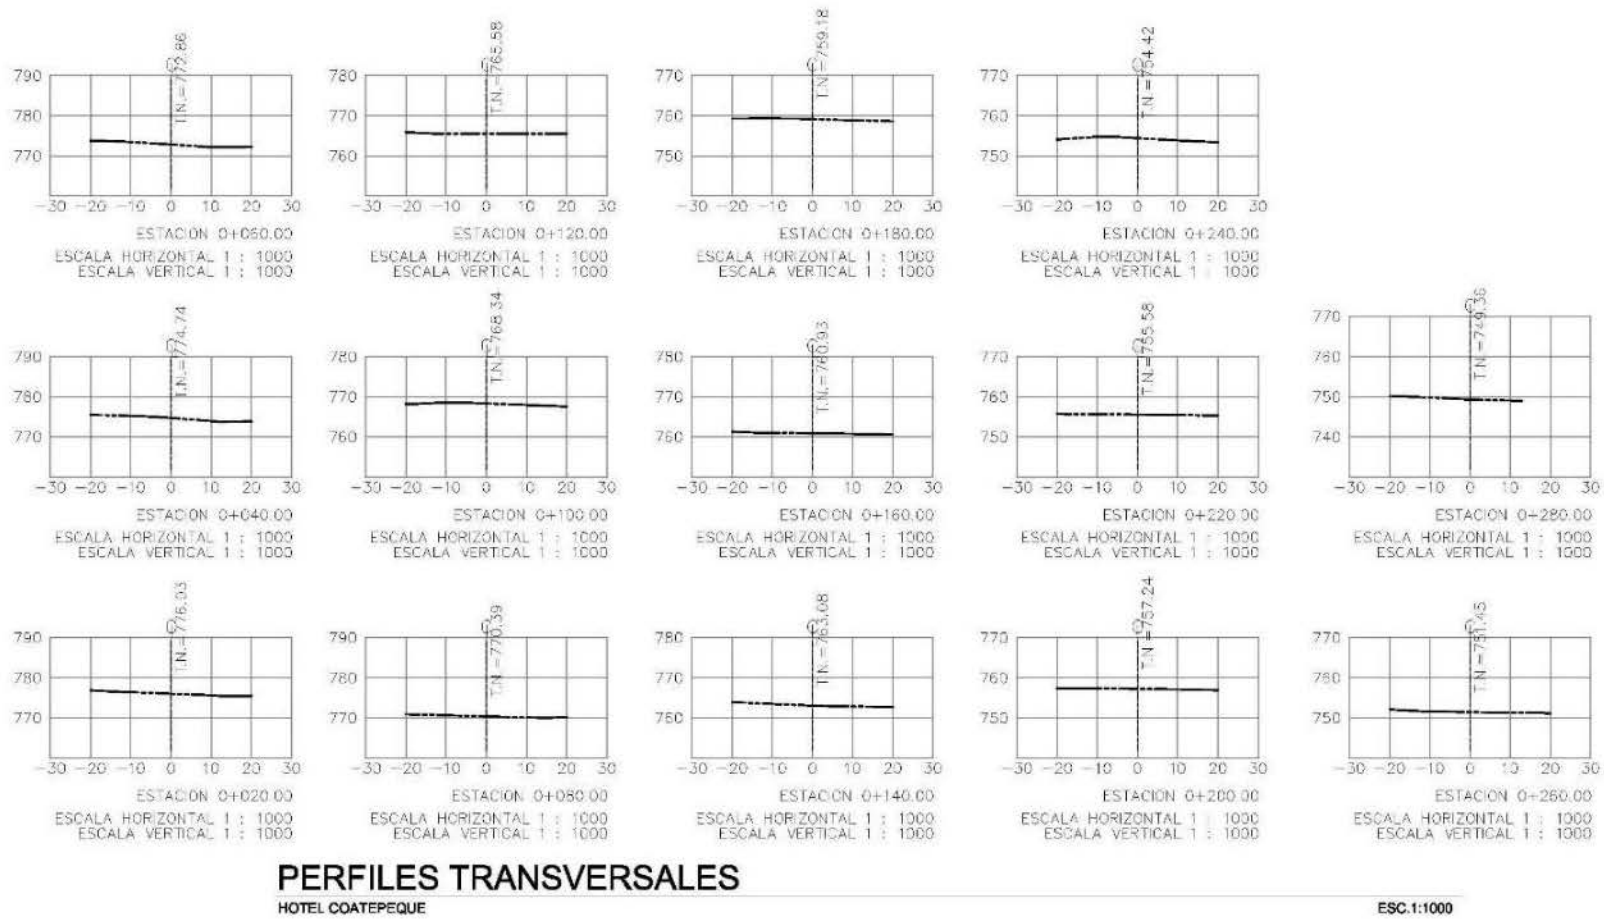 T.N.=772.86
790
780
770
-30 -20 -10 0 10 20 30
ESTACION 0+060.00
ESCALA HORIZONTAL 1 : 1000
ESCALA VERTICAL 1 : 1000
T.N.=765.58
780
770
760
-30 -20 -10 0 10 20 30
ESTACION 0+120.00
ESCALA HORIZONTAL 1 : 1000
ESCALA VERTICAL 1 : 1000
T.N.=759.18
770
760
750
-30 -20 -10 0 10 20 30
ESTACION 0+180.00
ESCALA HORIZONTAL 1 : 1000
ESCALA VERTICAL 1 : 1000
T.N.=754.42
770
760
750
-30 -20 -10 0 10 20 30
ESTACION 0+240.00
ESCALA HORIZONTAL 1 : 1000
ESCALA VERTICAL 1 : 1000
T.N.=774.74
790
780
770
-30 -20 -10 0 10 20 30
ESTACION 0+040.00
ESCALA HORIZONTAL 1 : 1000
ESCALA VERTICAL 1 : 1000
T.N.=768.34
780
770
760
-30 -20 -10 0 10 20 30
ESTACION 0+100.00
ESCALA HORIZONTAL 1 : 1000
ESCALA VERTICAL 1 : 1000
T.N.=760.93
780
770
760
-30 -20 -10 0 10 20 30
ESTACION 0+160.00
ESCALA HORIZONTAL 1 : 1000
ESCALA VERTICAL 1 : 1000
T.N.=755.58
770
760
750
-30 -20 -10 0 10 20 30
ESTACION 0+220.00
ESCALA HORIZONTAL 1 : 1000
ESCALA VERTICAL 1 : 1000
T.N.=749.36
770
760
750
740
-30 -20 -10 0 10 20 30
ESTACION 0+280.00
ESCALA HORIZONTAL 1 : 1000
ESCALA VERTICAL 1 : 1000
T.N.=776.03
790
780
770
-30 -20 -10 0 10 20 30
ESTACION 0+020.00
ESCALA HORIZONTAL 1 : 1000
ESCALA VERTICAL 1 : 1000
T.N.=770.39
790
780
770
-30 -20 -10 0 10 20 30
ESTACION 0+080.00
ESCALA HORIZONTAL 1 : 1000
ESCALA VERTICAL 1 : 1000
T.N.=763.08
780
770
760
-30 -20 -10 0 10 20 30
ESTACION 0+140.00
ESCALA HORIZONTAL 1 : 1000
ESCALA VERTICAL 1 : 1000
T.N.=757.24
770
760
750
-30 -20 -10 0 10 20 30
ESTACION 0+200.00
ESCALA HORIZONTAL 1 : 1000
ESCALA VERTICAL 1 : 1000
T.N.=751.45
770
760
750
-30 -20 -10 0 10 20 30
ESTACION 0+260.00
ESCALA HORIZONTAL 1 : 1000
ESCALA VERTICAL 1 : 1000
PERFILES TRANSVERSALES
HOTEL COATEPEQUE
ESC.1:1000